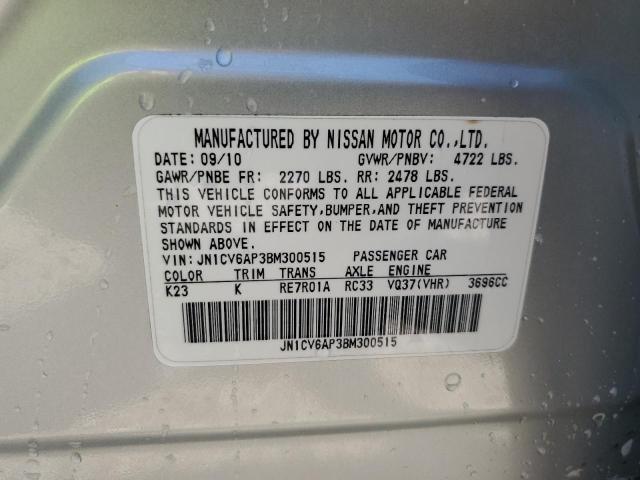 MANUFACTURED BY NISSAN MOTOR CO.,LTD.
DATE: 09/10 GVWR/PNBV: 4722 LBS.
GAWR/PNBE FR: 2270 LBS. RR: 2478 LBS.
THIS VEHICLE CONFORMS TO ALL APPLICABLE FEDERAL
MOTOR VEHICLE SAFETY,BUMPER,AND THEFT PREVENTION
STANDARDS IN EFFECT ON THE DATE OF MANUFACTURE
SHOWN ABOVE.
VIN: JN1CV6AP3BM300515 PASSENGER CAR
COLOR TRIM TRANS AXLE ENGINE
K23 K RE7R01A RC33 VQ37(VHR) 3696CC
JN1CV6AP3BM300515